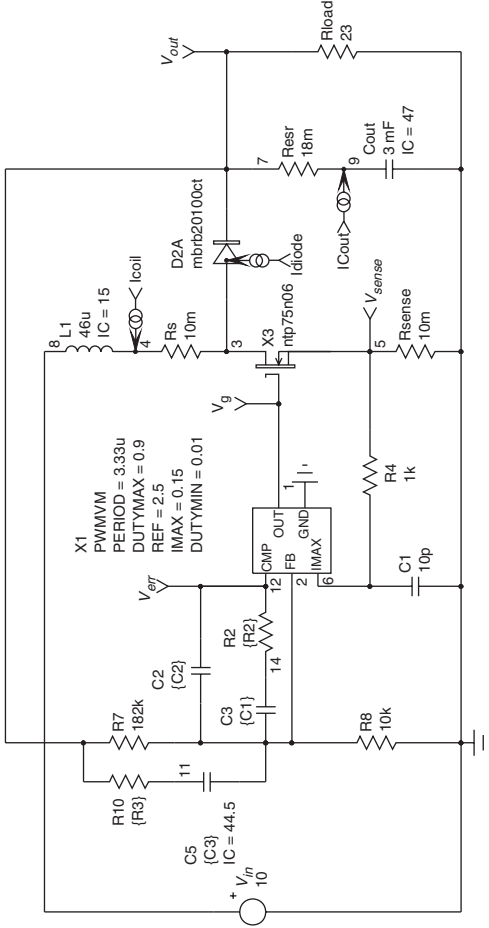 X1
PWMVM
PERIOD = 3.33u
DUTYMAX = 0.9
REF = 2.5
IMAX = 0.15
DUTYMIN = 0.01
8
L1
46u
IC = 15
Icoil
4
Rs
10m
3
D2A
mbrb20100ct
Idiode
X3
ntp75n06
Vg
Vout
7
Resr
18m
9
ICout
Cout
3 mF
IC = 47
Rload
23
Vsense
5
Rsense
10m
R4
1k
CMP
FB
IMAX
OUT
GND
1
12
2
6
C1
10p
Verr
C2
{C2}
R2
{R2}
14
C3
{C1}
R7
182k
R10
{R3}
11
C5
{C3}
IC = 44.5
R8
10k
+
Vin
10